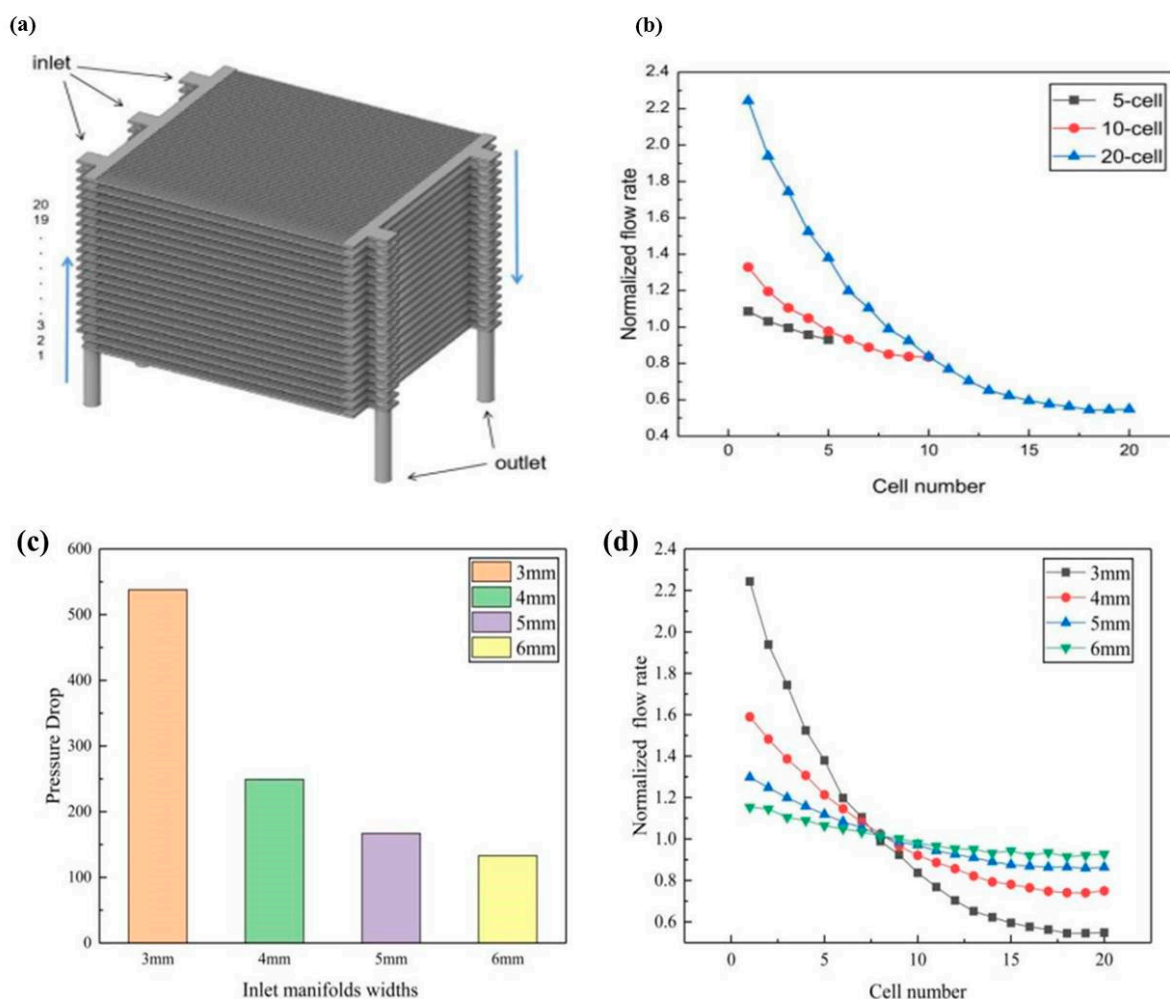 (a)
inlet
20
19
.
.
.
.
.
.
3
2
1
outlet
(b)
2.4
2.2
2.0
1.8
1.6
1.4
1.2
1.0
0.8
0.6
0.4
Normalized flow rate
5-cell
10-cell
20-cell
0 5 10 15 20
Cell number
(c)
600
500
400
300
200
100
0
Pressure Drop
3mm
4mm
5mm
6mm
3mm 4mm 5mm 6mm
Inlet manifolds widths
(d)
2.4
2.2
2.0
1.8
1.6
1.4
1.2
1.0
0.8
0.6
Normalized flow rate
3mm
4mm
5mm
6mm
0 5 10 15 20
Cell number